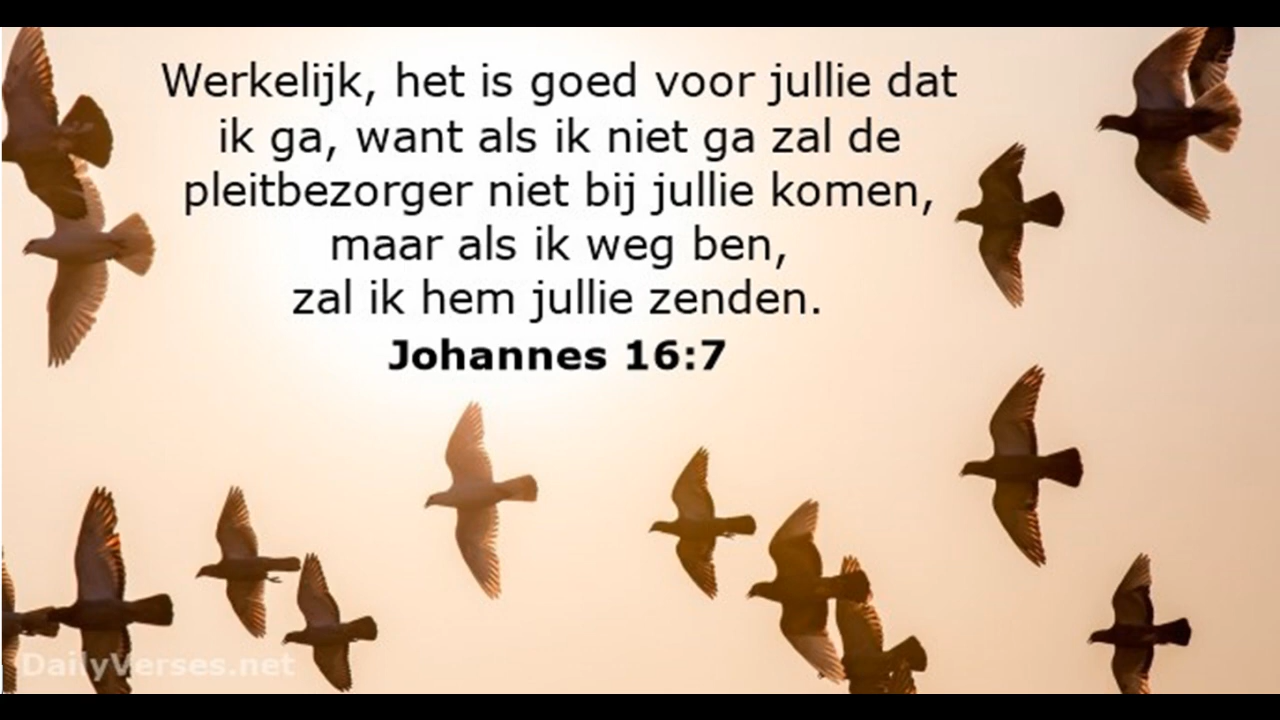 Werkelijk, het is goed voor jullie dat
ik ga, want als ik niet ga zal de
pleitbezorger niet bij jullie komen,
maar als ik weg ben,
zal ik hem jullie zenden.
Johannes 16:7
DailyVerses.net